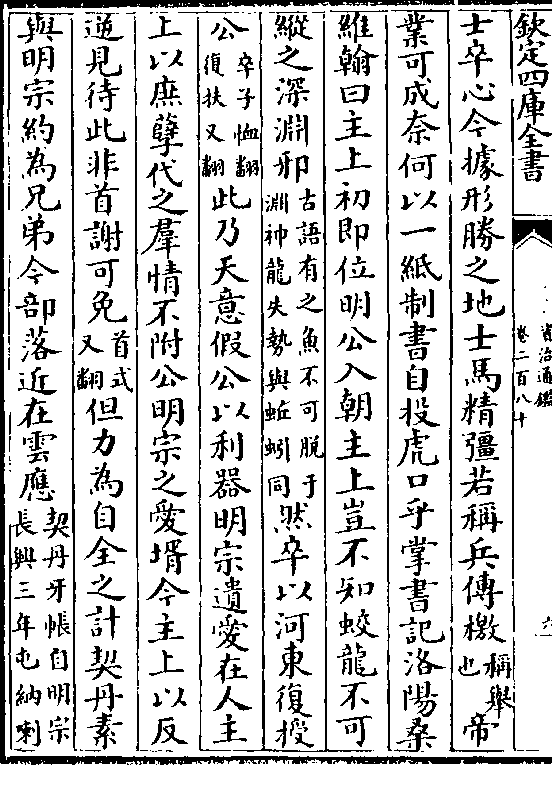 欽定四庫全書
資治通鑑
卷二百八十
士卒心今據形勝之地士馬精彊若稱兵傳檄稱舉也帝
業可成奈何以一紙制書自投虎口乎掌書記洛陽桑
維翰曰主上初即位明公入朝主上豈不知蛟龍不可
縱之深淵邪古語有之魚不可脫于淵神龍失勢與蚯蚓同然卒以河東復授
公卒子恤翻復扶又翻此乃天意假公以利器明宗遺愛在人主
上以庶孽代之羣情不附公明宗之愛壻今主上以反
逆見待此非首謝可免首式又翻但力為自全之計契丹素
與明宗約為兄弟今部落近在雲應契丹牙帳自明宗長興三年屯納喇